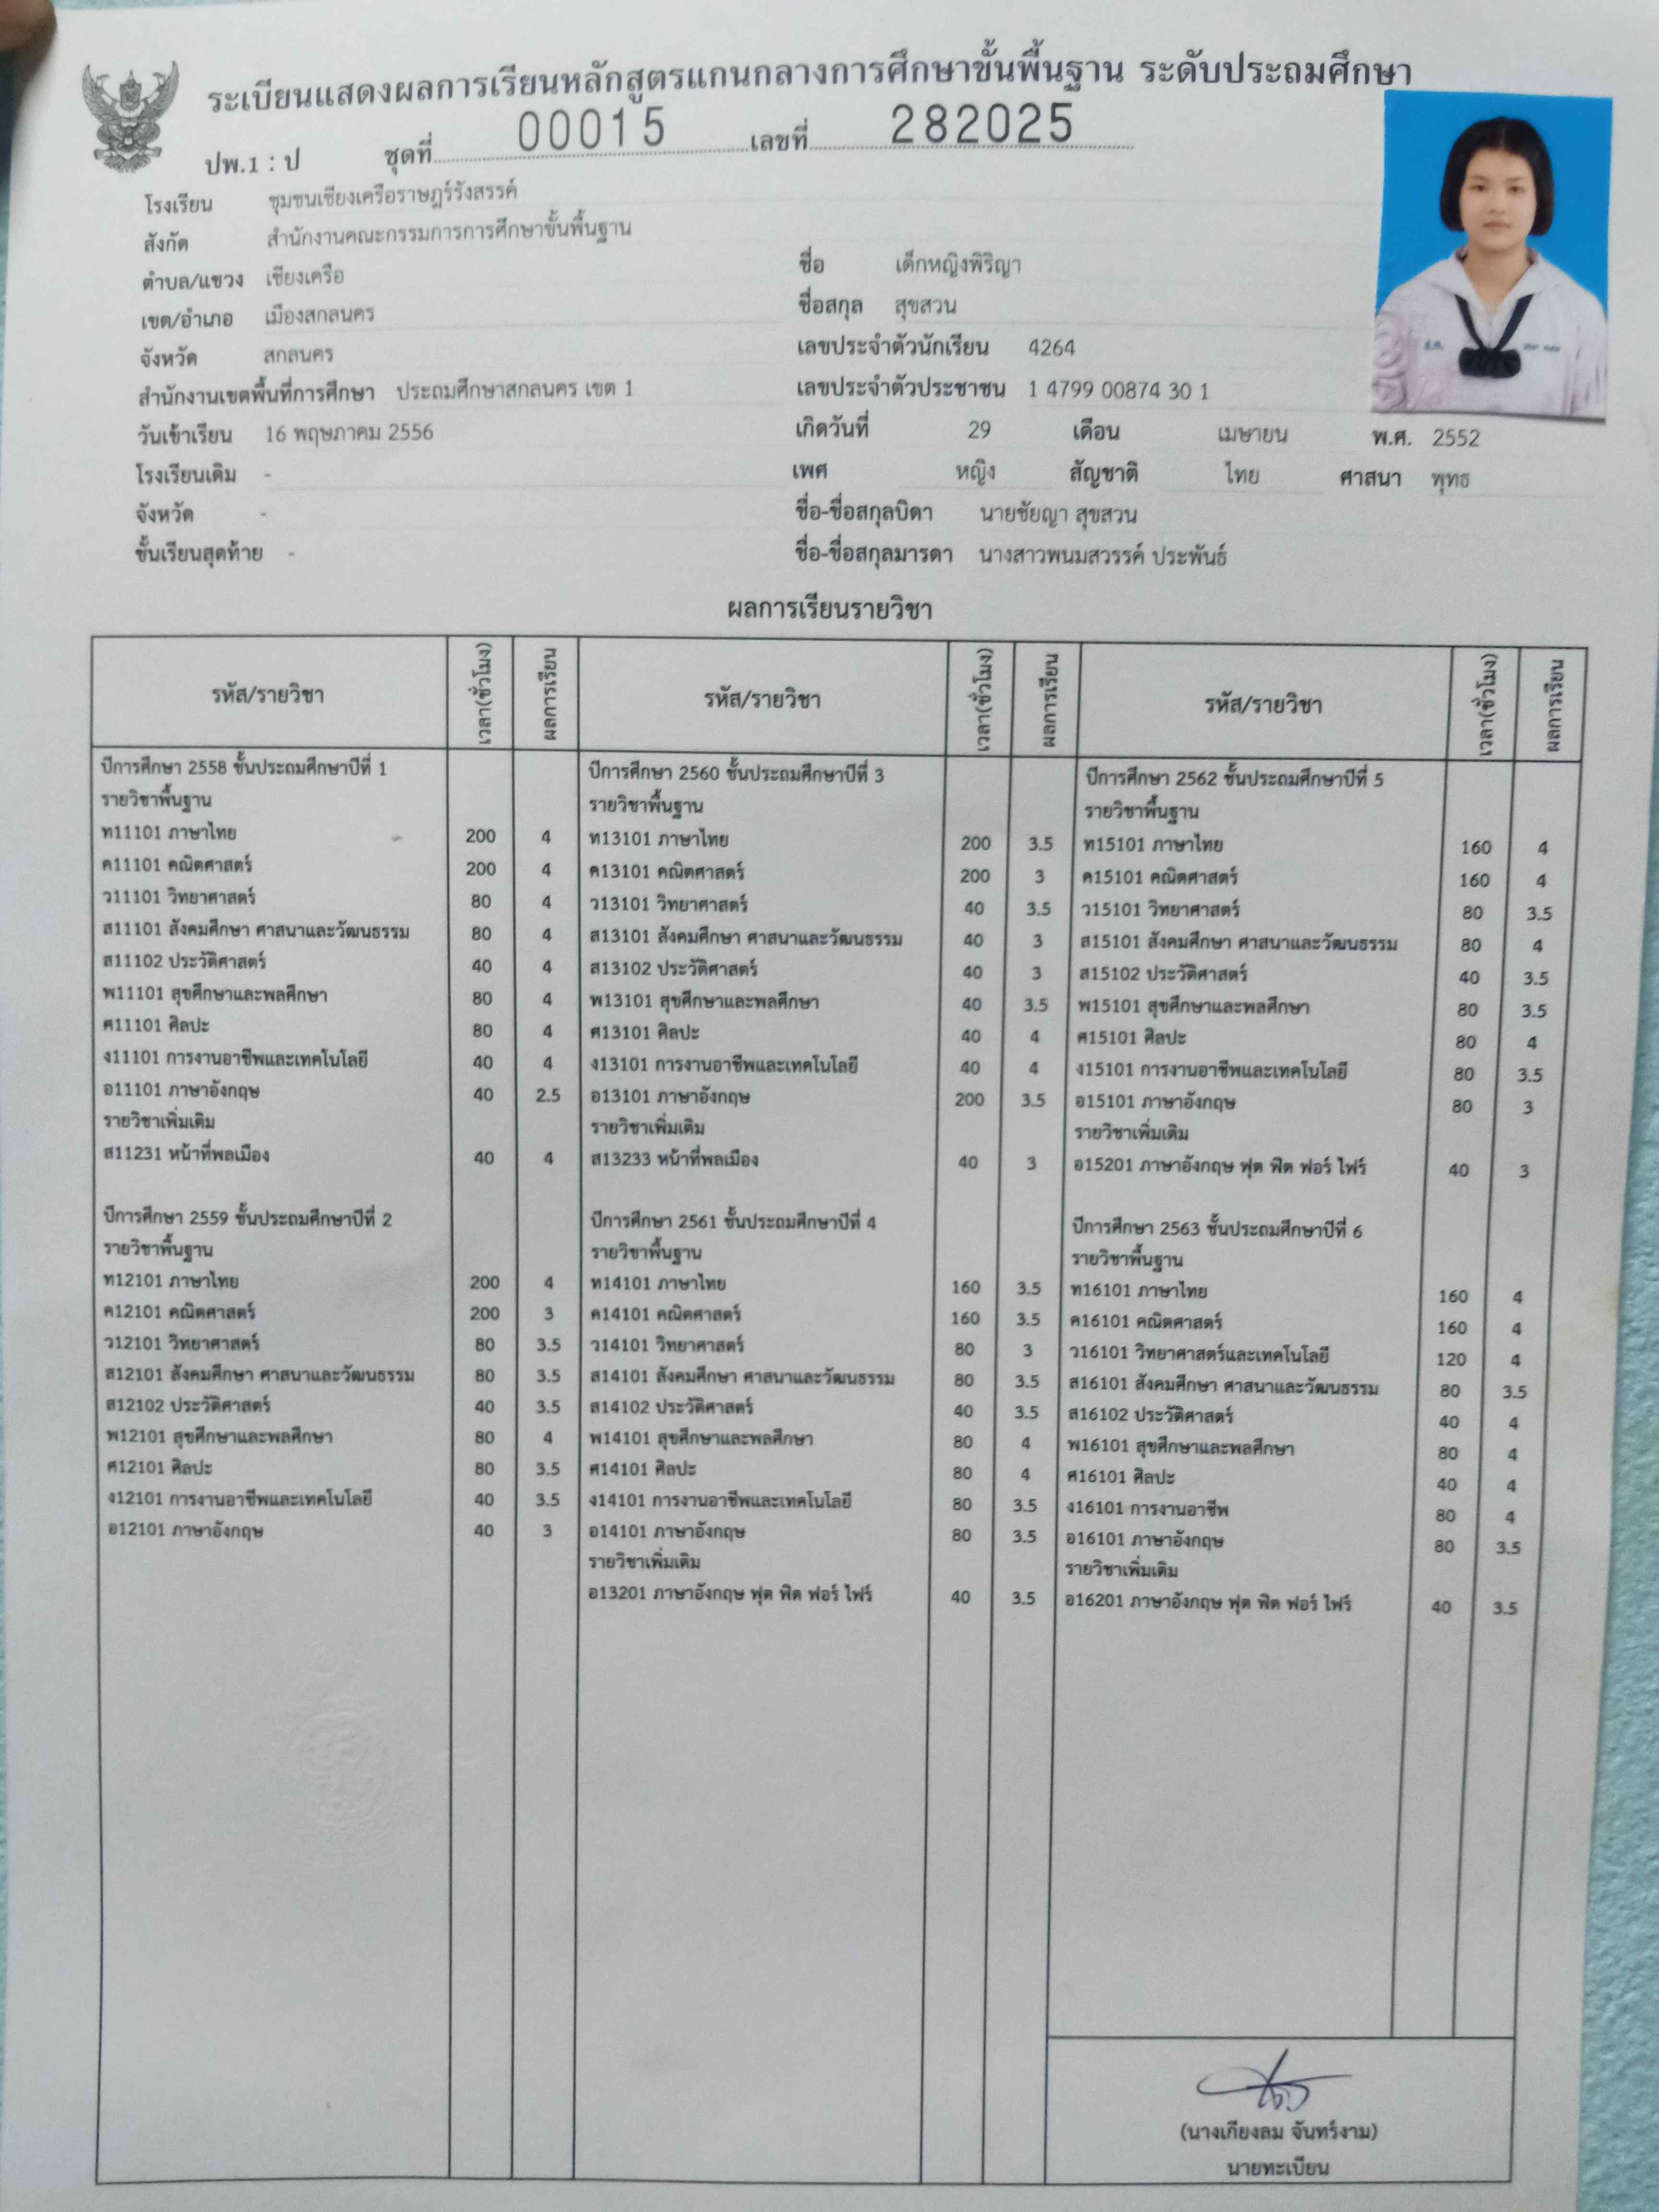 ระเบียนแสดงผลการเรียนหลักสูตรแกนกลางการศึกษาขั้นพื้นฐาน ระดับประถมศึกษา
ปพ.1 : ป ชุดที่ 00015 เลขที่ 282025
โรงเรียน ชุมชนเชียงเครือราษฎร์รังสรรค์
สังกัด สำนักงานคณะกรรมการการศึกษาขั้นพื้นฐาน
ตำบล/แขวง เชียงเครือ
เขต/อำเภอ เมืองสกลนคร
จังหวัด สกลนคร
สำนักงานเขตพื้นที่การศึกษา ประถมศึกษาสกลนคร เขต 1
วันเข้าเรียน 16 พฤษภาคม 2556
โรงเรียนเดิม -
จังหวัด -
ชั้นเรียนสุดท้าย -
ชื่อ เด็กหญิงพิริญา
ชื่อสกุล สุขสวน
เลขประจำตัวนักเรียน 4264
เลขประจำตัวประชาชน 1 4799 00874 30 1
เกิดวันที่ 29 เดือน เมษายน พ.ศ. 2552
เพศ หญิง สัญชาติ ไทย ศาสนา พุทธ
ชื่อ-ชื่อสกุลบิดา นายชัยญา สุขสวน
ชื่อ-ชื่อสกุลมารดา นางสาวพนมสวรรค์ ประพันธ์
ผลการเรียนรายวิชา
รหัส/รายวิชา เวลา(ชั่วโมง) ผลการเรียน
ปีการศึกษา 2558 ชั้นประถมศึกษาปีที่ 1
รายวิชาพื้นฐาน
ท11101 ภาษาไทย 200 4
ค11101 คณิตศาสตร์ 200 4
ว11101 วิทยาศาสตร์ 80 4
ส11101 สังคมศึกษา ศาสนาและวัฒนธรรม 80 4
ส11102 ประวัติศาสตร์ 40 4
พ11101 สุขศึกษาและพลศึกษา 80 4
ศ11101 ศิลปะ 80 4
ง11101 การงานอาชีพและเทคโนโลยี 40 4
อ11101 ภาษาอังกฤษ 40 2.5
รายวิชาเพิ่มเติม
ส11231 หน้าที่พลเมือง 40 4
ปีการศึกษา 2559 ชั้นประถมศึกษาปีที่ 2
รายวิชาพื้นฐาน
ท12101 ภาษาไทย 200 4
ค12101 คณิตศาสตร์ 200 3
ว12101 วิทยาศาสตร์ 80 3.5
ส12101 สังคมศึกษา ศาสนาและวัฒนธรรม 80 3.5
ส12102 ประวัติศาสตร์ 40 3.5
พ12101 สุขศึกษาและพลศึกษา 80 4
ศ12101 ศิลปะ 80 3.5
ง12101 การงานอาชีพและเทคโนโลยี 40 3.5
อ12101 ภาษาอังกฤษ 40 3
รหัส/รายวิชา เวลา(ชั่วโมง) ผลการเรียน
ปีการศึกษา 2560 ชั้นประถมศึกษาปีที่ 3
รายวิชาพื้นฐาน
ท13101 ภาษาไทย 200 3.5
ค13101 คณิตศาสตร์ 200 3
ว13101 วิทยาศาสตร์ 40 3.5
ส13101 สังคมศึกษา ศาสนาและวัฒนธรรม 40 3
ส13102 ประวัติศาสตร์ 40 3
พ13101 สุขศึกษาและพลศึกษา 40 3.5
ศ13101 ศิลปะ 40 4
ง13101 การงานอาชีพและเทคโนโลยี 40 4
อ13101 ภาษาอังกฤษ 200 3.5
รายวิชาเพิ่มเติม
ส13233 หน้าที่พลเมือง 40 3
ปีการศึกษา 2561 ชั้นประถมศึกษาปีที่ 4
รายวิชาพื้นฐาน
ท14101 ภาษาไทย 160 3.5
ค14101 คณิตศาสตร์ 160 3.5
ว14101 วิทยาศาสตร์ 80 3
ส14101 สังคมศึกษา ศาสนาและวัฒนธรรม 80 3.5
ส14102 ประวัติศาสตร์ 40 3.5
พ14101 สุขศึกษาและพลศึกษา 80 4
ศ14101 ศิลปะ 80 4
ง14101 การงานอาชีพและเทคโนโลยี 80 3.5
อ14101 ภาษาอังกฤษ 80 3.5
รายวิชาเพิ่มเติม
อ13201 ภาษาอังกฤษ ฟุต ฟิต ฟอร์ ไฟร์ 40 3.5
รหัส/รายวิชา เวลา(ชั่วโมง) ผลการเรียน
ปีการศึกษา 2562 ชั้นประถมศึกษาปีที่ 5
รายวิชาพื้นฐาน
ท15101 ภาษาไทย 160 4
ค15101 คณิตศาสตร์ 160 4
ว15101 วิทยาศาสตร์ 80 3.5
ส15101 สังคมศึกษา ศาสนาและวัฒนธรรม 80 4
ส15102 ประวัติศาสตร์ 40 3.5
พ15101 สุขศึกษาและพลศึกษา 80 3.5
ศ15101 ศิลปะ 80 4
ง15101 การงานอาชีพและเทคโนโลยี 80 3.5
อ15101 ภาษาอังกฤษ 80 3
รายวิชาเพิ่มเติม
อ15201 ภาษาอังกฤษ ฟุต ฟิต ฟอร์ ไฟร์ 40 3
ปีการศึกษา 2563 ชั้นประถมศึกษาปีที่ 6
รายวิชาพื้นฐาน
ท16101 ภาษาไทย 160 4
ค16101 คณิตศาสตร์ 160 4
ว16101 วิทยาศาสตร์และเทคโนโลยี 120 4
ส16101 สังคมศึกษา ศาสนาและวัฒนธรรม 80 3.5
ส16102 ประวัติศาสตร์ 40 4
พ16101 สุขศึกษาและพลศึกษา 80 4
ศ16101 ศิลปะ 40 4
ง16101 การงานอาชีพ 80 4
อ16101 ภาษาอังกฤษ 80 3.5
รายวิชาเพิ่มเติม
อ16201 ภาษาอังกฤษ ฟุต ฟิต ฟอร์ ไฟร์ 40 3.5
(นางเกียงลม จันทร์งาม)
นายทะเบียน